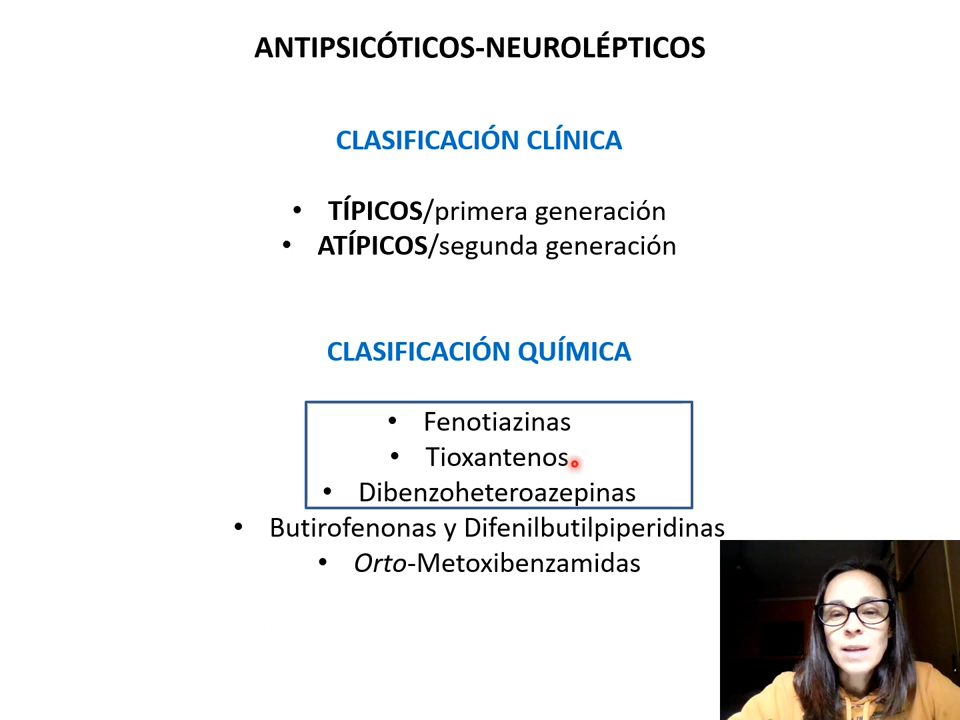 ANTIPSICÓTICOS-NEUROLÉPTICOS
CLASIFICACIÓN CLÍNICA
• TÍPICOS/primera generación
• ATÍPICOS/segunda generación
CLASIFICACIÓN QUÍMICA
• Fenotiazinas
• Tioxantenos
• Dibenzoheteroazepinas
• Butirofenonas y Difenilbutilpiperidinas
• Orto-Metoxibenzamidas